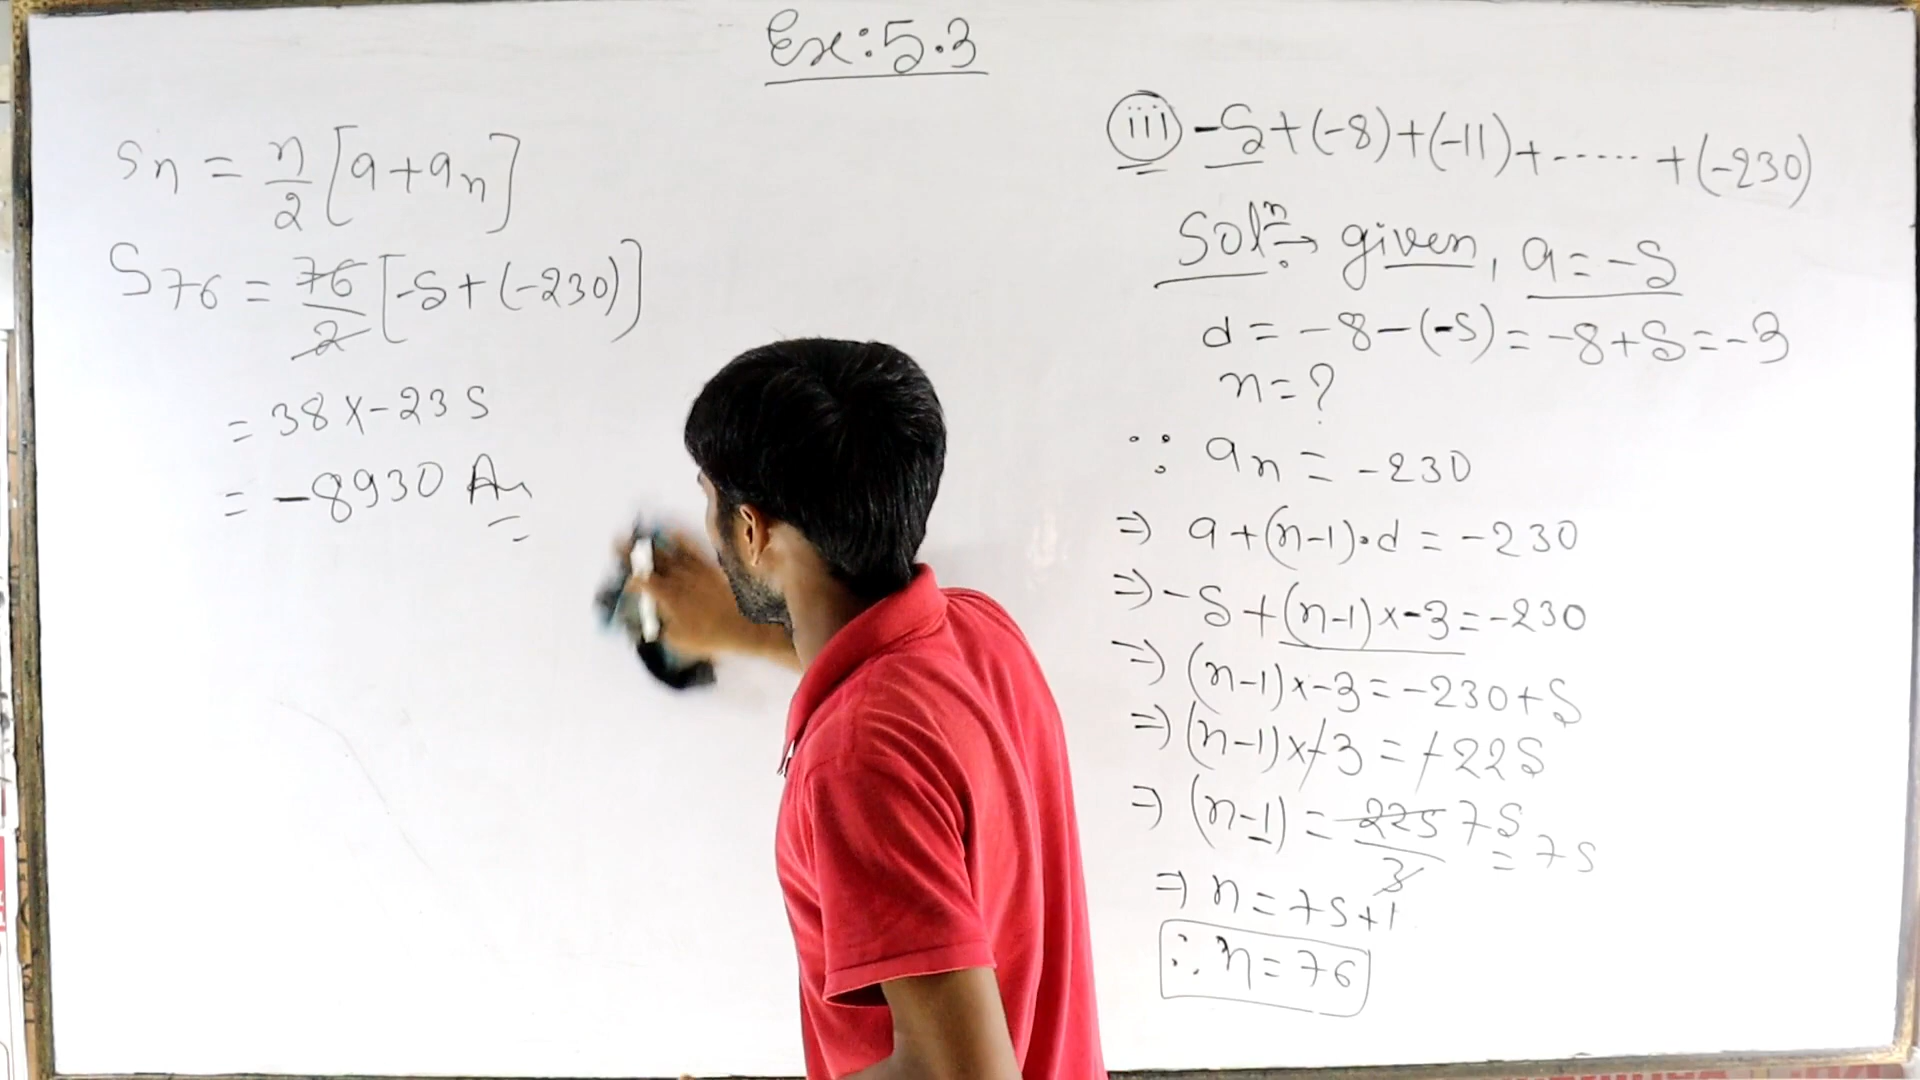 Ex:5.3
Sn = n/2 [a+an]
S76 = 76/2 [-5+(-230)]
= 38×-235
= -8930 An
(iii) -5+(-8)+(-11)+......+(-230)
Solⁿ:→ given, a=-5
d = -8-(-5) = -8+5=-3
n=?
∵ an = -230
⇒ a+(n-1)·d = -230
⇒ -5+(n-1)×-3=-230
⇒ (n-1)×-3=-230+5
⇒ (n-1)×-3=-225
⇒ (n-1) = 225/3 75 = 75
⇒ n=75+1
∴ n=76